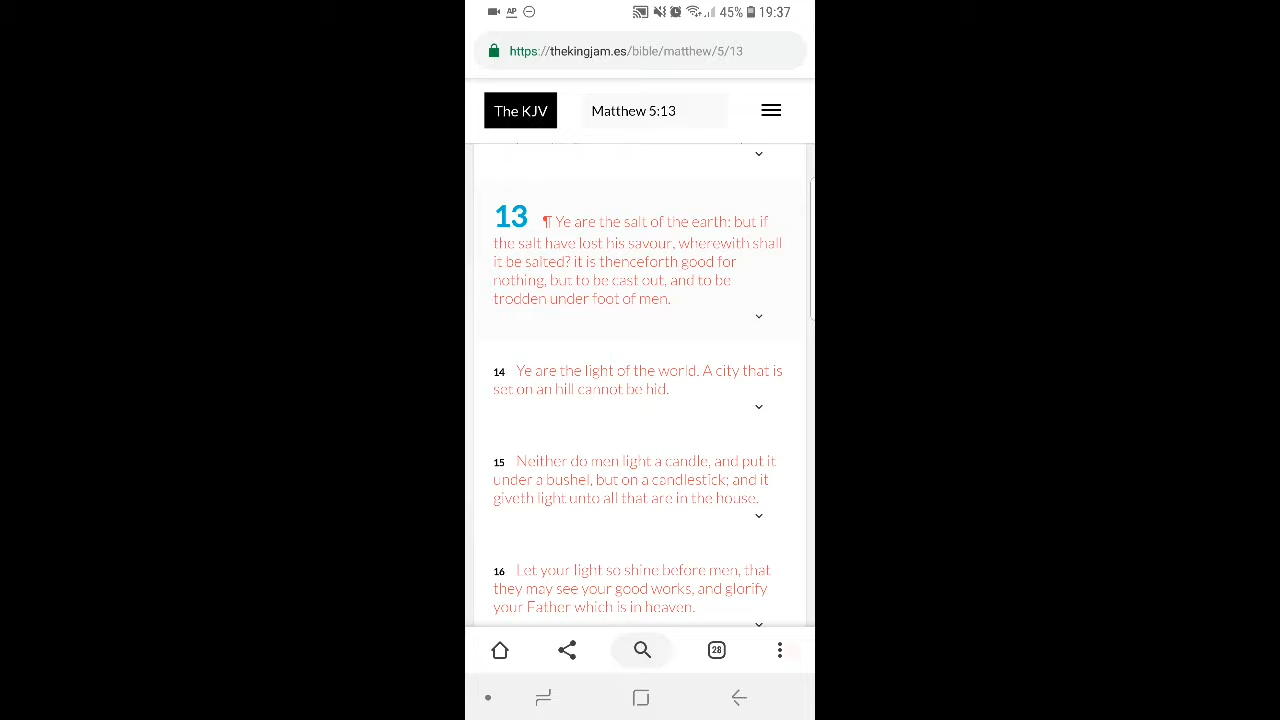 AP 45% 19:37
https://thekingjam.es/bible/matthew/5/13
The KJV Matthew 5:13
13 ¶ Ye are the salt of the earth: but if
the salt have lost his savour, wherewith shall
it be salted? it is thenceforth good for
nothing, but to be cast out, and to be
trodden under foot of men.
14 Ye are the light of the world. A city that is
set on an hill cannot be hid.
15 Neither do men light a candle, and put it
under a bushel, but on a candlestick; and it
giveth light unto all that are in the house.
16 Let your light so shine before men, that
they may see your good works, and glorify
your Father which is in heaven.
28